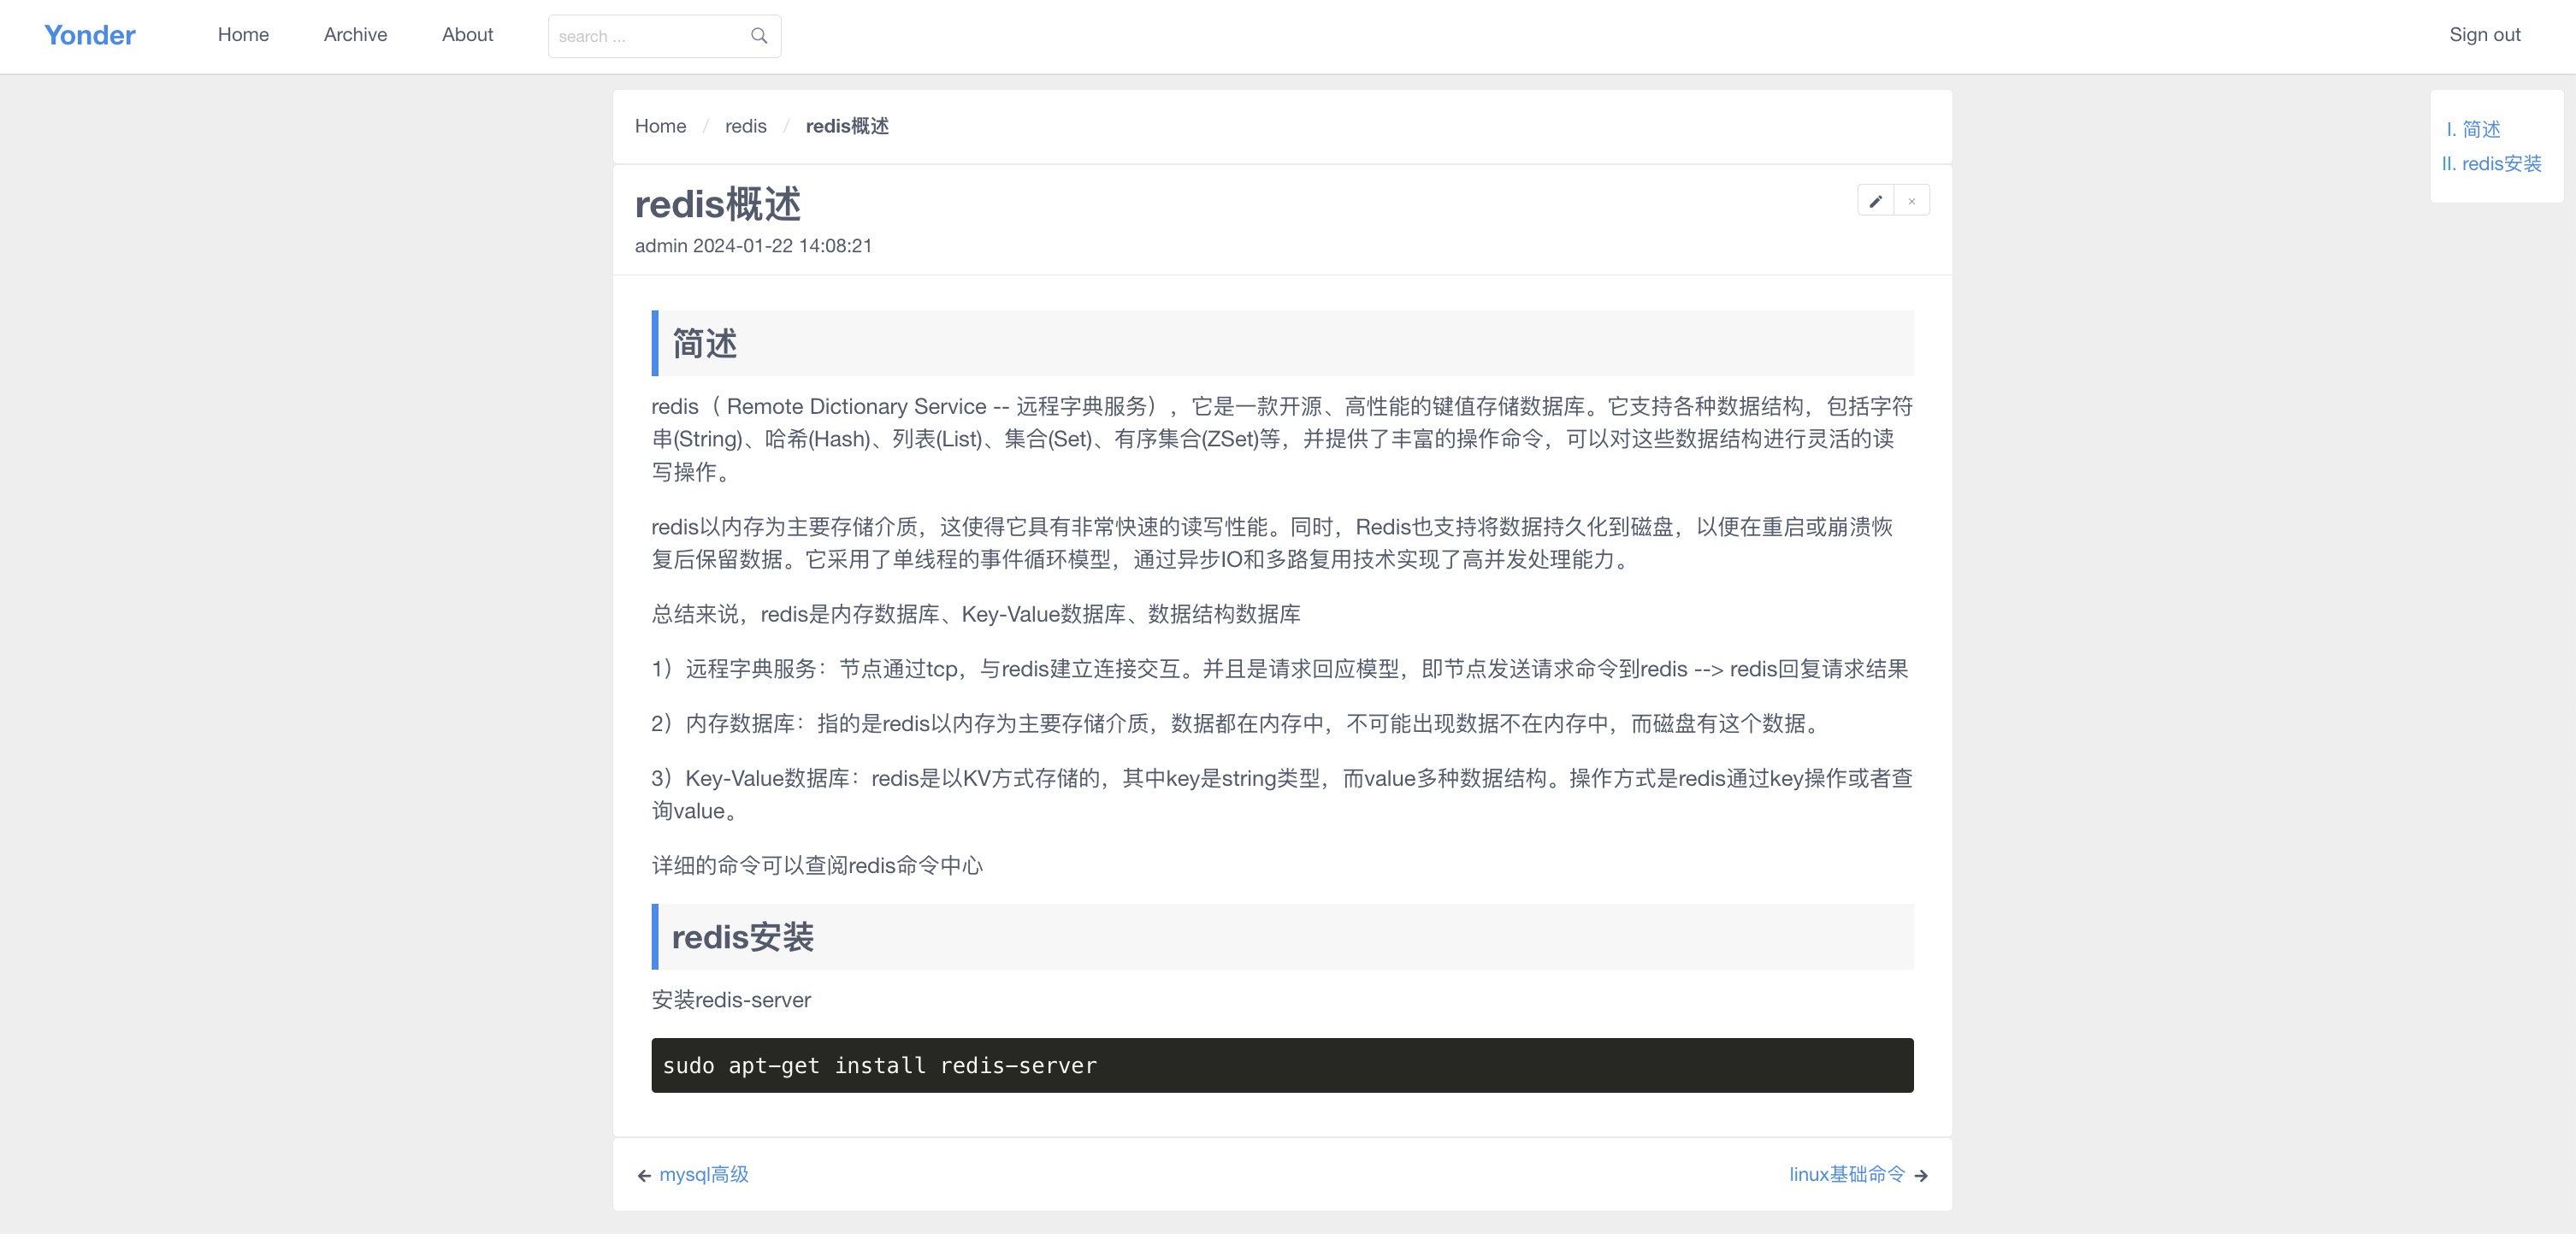 Yonder Home Archive About search ... Sign out
Home / redis / redis概述
I. 简述
II. redis安装
redis概述
×
admin 2024-01-22 14:08:21
简述
redis（ Remote Dictionary Service -- 远程字典服务），它是一款开源、高性能的键值存储数据库。它支持各种数据结构，包括字符
串(String)、哈希(Hash)、列表(List)、集合(Set)、有序集合(ZSet)等，并提供了丰富的操作命令，可以对这些数据结构进行灵活的读
写操作。
redis以内存为主要存储介质，这使得它具有非常快速的读写性能。同时，Redis也支持将数据持久化到磁盘，以便在重启或崩溃恢
复后保留数据。它采用了单线程的事件循环模型，通过异步IO和多路复用技术实现了高并发处理能力。
总结来说，redis是内存数据库、Key-Value数据库、数据结构数据库
1）远程字典服务：节点通过tcp，与redis建立连接交互。并且是请求回应模型，即节点发送请求命令到redis --> redis回复请求结果
2）内存数据库：指的是redis以内存为主要存储介质，数据都在内存中，不可能出现数据不在内存中，而磁盘有这个数据。
3）Key-Value数据库：redis是以KV方式存储的，其中key是string类型，而value多种数据结构。操作方式是redis通过key操作或者查
询value。
详细的命令可以查阅redis命令中心
redis安装
安装redis-server
sudo apt-get install redis-server
← mysql高级
linux基础命令 →